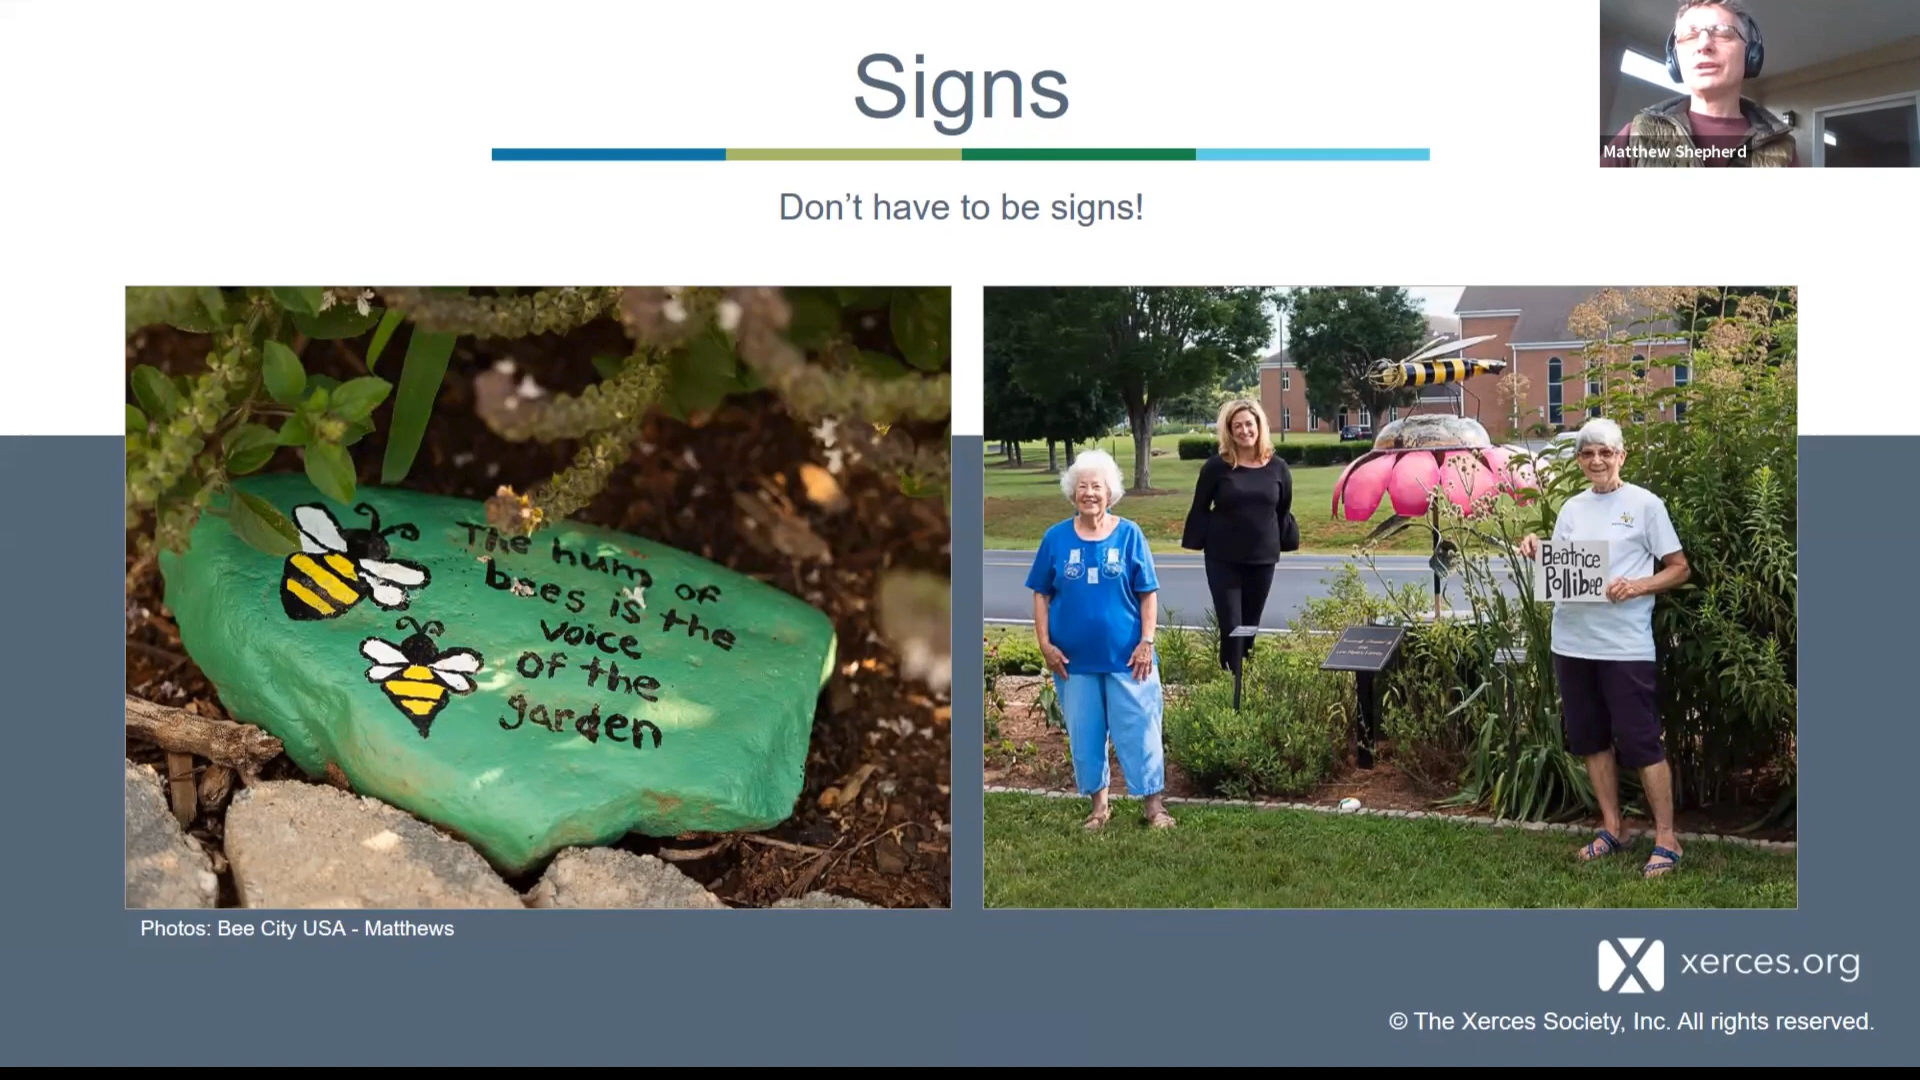 Signs
Matthew Shepherd
Don't have to be signs!
The hum of
bees is the
voice
of the
garden
Beatrice
Pollibee
Photos: Bee City USA - Matthews
xerces.org
© The Xerces Society, Inc. All rights reserved.